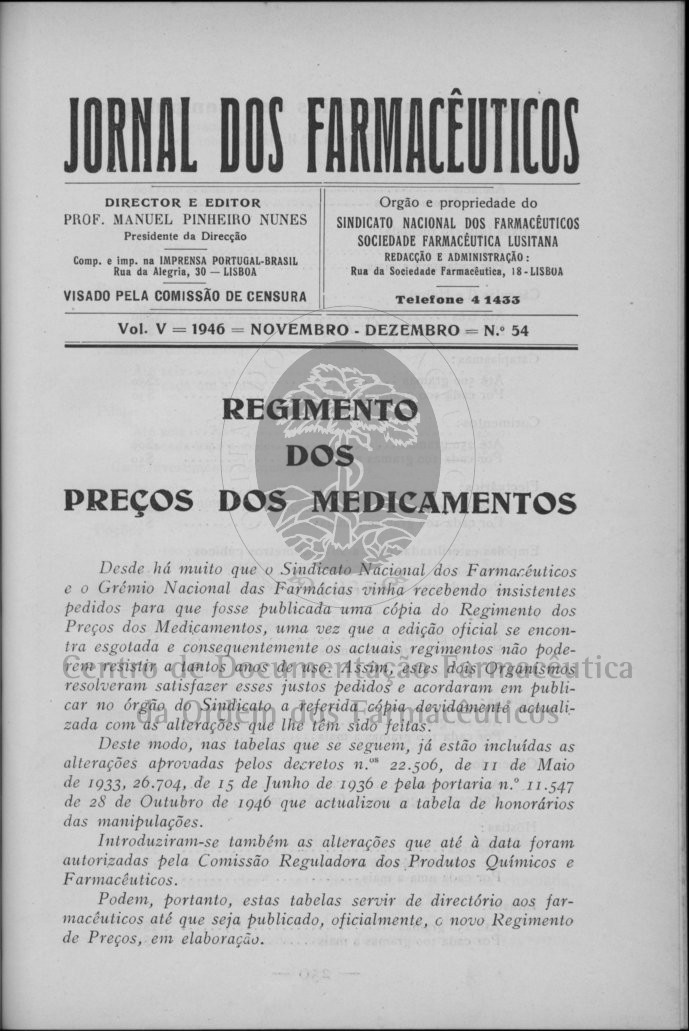 JORNAL DOS FARMACÊUTICOS
DIRECTOR E EDITOR
PROF. MANUEL PINHEIRO NUNES
Presidente da Direcção
Comp. e imp. na IMPRENSA PORTUGAL-BRASIL
Rua da Alegria, 30 — LISBOA
VISADO PELA COMISSÃO DE CENSURA
Orgão e propriedade do
SINDICATO NACIONAL DOS FARMACÊUTICOS
SOCIEDADE FARMACÊUTICA LUSITANA
REDACÇÃO E ADMINISTRAÇÃO:
Rua da Sociedade Farmacêutica, 18-LISBOA
Telefone 4 1433
Vol. V = 1946 = NOVEMBRO - DEZEMBRO = N.º 54
REGIMENTO
DOS
PREÇOS DOS MEDICAMENTOS
Desde há muito que o Sindicato Nacional dos Farmacêuticos
e o Grémio Nacional das Farmácias vinha recebendo insistentes
pedidos para que fosse publicada uma cópia do Regimento dos
Preços dos Medicamentos, uma vez que a edição oficial se encon-
tra esgotada e consequentemente os actuais regimentos não pode-
rem resistir a tantos anos de uso. Assim, estes dois Organismos
resolveram satisfazer esses justos pedidos e acordaram em publi-
car no órgão do Sindicato a referida cópia devidamente actuali-
zada com as alterações que lhe têm sido feitas.
Deste modo, nas tabelas que se seguem, já estão incluídas as
alterações aprovadas pelos decretos n.ºˢ 22.506, de 11 de Maio
de 1933, 26.704, de 15 de Junho de 1936 e pela portaria n.º 11.547
de 28 de Outubro de 1946 que actualizou a tabela de honorários
das manipulações.
Introduziram-se também as alterações que até à data foram
autorizadas pela Comissão Reguladora dos Produtos Químicos e
Farmacêuticos.
Podem, portanto, estas tabelas servir de directório aos far-
macêuticos até que seja publicado, oficialmente, o novo Regimento
de Preços, em elaboração.
Centro de Documentação Farmacêutica
da Ordem dos Farmacêuticos